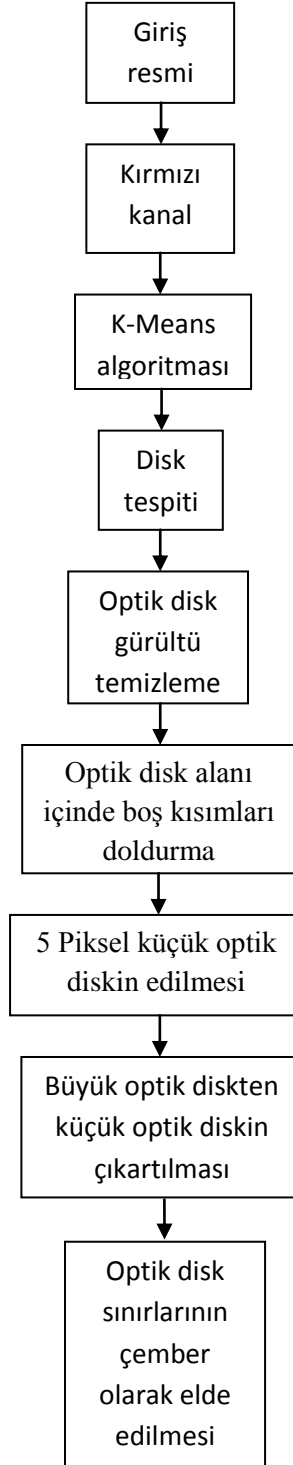 Giriş
resmi
Kırmızı
kanal
K-Means
algoritması
Disk
tespiti
Optik disk
gürültü
temizleme
Optik disk alanı
içinde boş kısımları
doldurma
5 Piksel küçük optik
diskin edilmesi
Büyük optik diskten
küçük optik diskin
çıkartılması
Optik disk
sınırlarının
çember
olarak elde
edilmesi